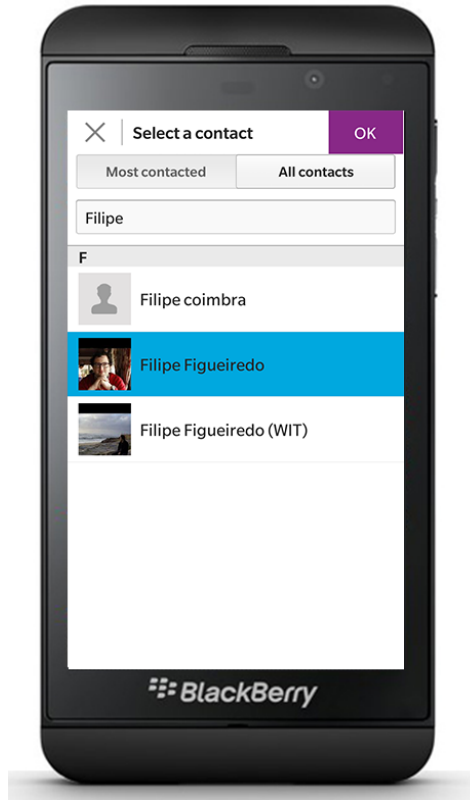 Select a contact
OK
Most contacted
All contacts
Filipe
F
Filipe coimbra
Filipe Figueiredo
Filipe Figueiredo (WIT)
BlackBerry